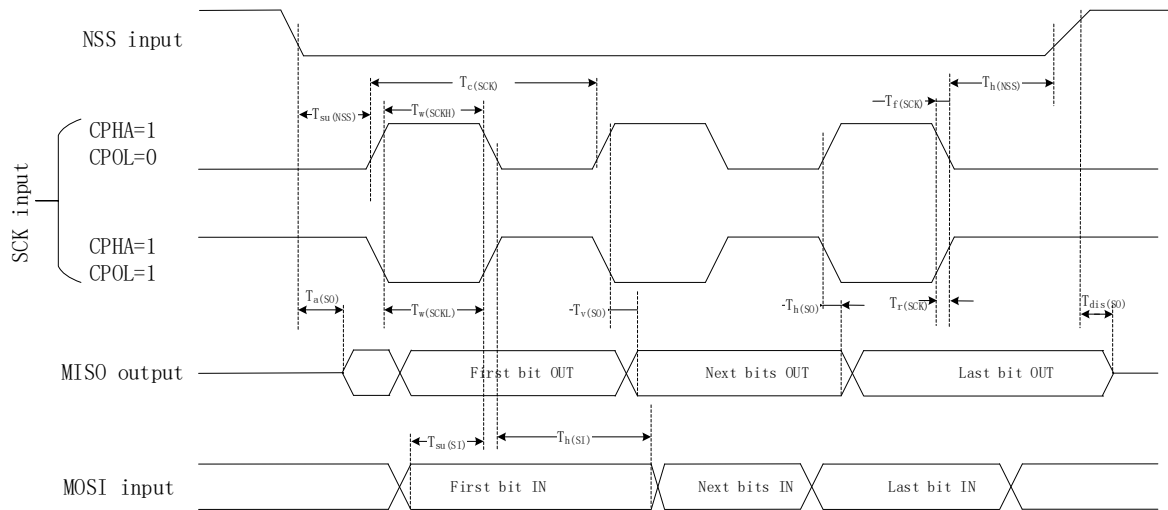 NSS input
Tc(SCK)
Th(NSS)
Tsu(NSS)
Tw(SCKH)
Tf(SCK)
SCK input
CPHA=1
CPOL=0
CPHA=1
CPOL=1
Ta(SO)
Tw(SCKL)
Tv(SO)
Th(SO)
Tr(SCK)
Tdis(SO)
MISO output
First bit OUT
Next bits OUT
Last bit OUT
Tsu(SI)
Th(SI)
MOSI input
First bit IN
Next bits IN
Last bit IN